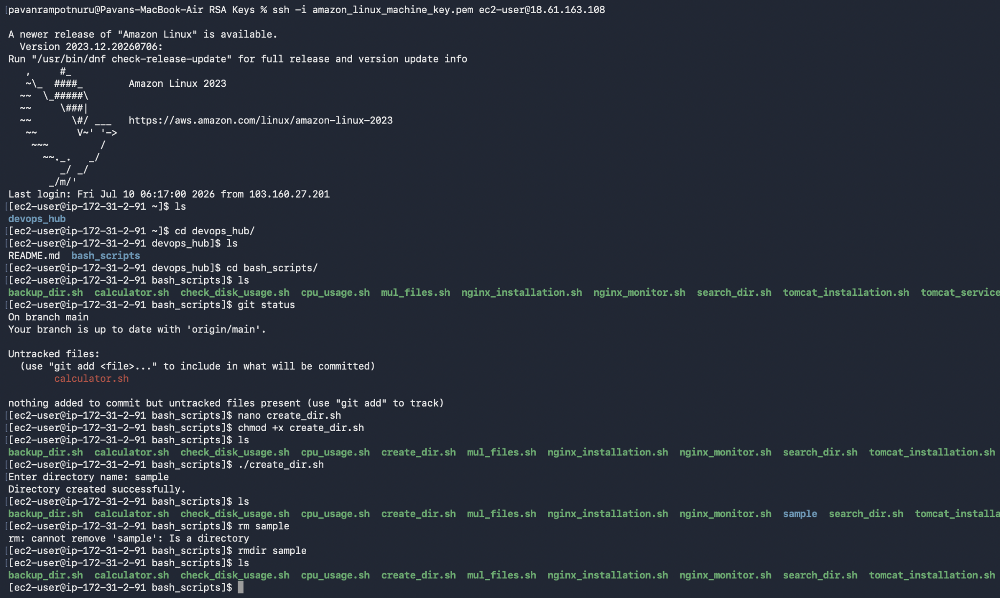 [pavanrampotnuru@Pavans-MacBook-Air RSA Keys % ssh -i amazon_linux_machine_key.pem ec2-user@18.61.163.108
A newer release of "Amazon Linux" is available.
  Version 2023.12.20260706:
Run "/usr/bin/dnf check-release-update" for full release and version update info
   ,     #_
   ~\_  ####_        Amazon Linux 2023
  ~~  \_#####\
  ~~     \###|
  ~~       \#/ ___   https://aws.amazon.com/linux/amazon-linux-2023
   ~~       V~' '->
    ~~~         /
      ~~._.   _/
         _/ _/
       _/m/'
Last login: Fri Jul 10 06:17:00 2026 from 103.160.27.201
[[ec2-user@ip-172-31-2-91 ~]$ ls
devops_hub
[[ec2-user@ip-172-31-2-91 ~]$ cd devops_hub/
[[ec2-user@ip-172-31-2-91 devops_hub]$ ls
README.md  bash_scripts
[[ec2-user@ip-172-31-2-91 devops_hub]$ cd bash_scripts/
[[ec2-user@ip-172-31-2-91 bash_scripts]$ ls
backup_dir.sh  calculator.sh  check_disk_usage.sh  cpu_usage.sh  mul_files.sh  nginx_installation.sh  nginx_monitor.sh  search_dir.sh  tomcat_installation.sh  tomcat_service
[[ec2-user@ip-172-31-2-91 bash_scripts]$ git status
On branch main
Your branch is up to date with 'origin/main'.
Untracked files:
  (use "git add <file>..." to include in what will be committed)
        calculator.sh
nothing added to commit but untracked files present (use "git add" to track)
[[ec2-user@ip-172-31-2-91 bash_scripts]$ nano create_dir.sh
[[ec2-user@ip-172-31-2-91 bash_scripts]$ chmod +x create_dir.sh
[[ec2-user@ip-172-31-2-91 bash_scripts]$ ls
backup_dir.sh  calculator.sh  check_disk_usage.sh  cpu_usage.sh  create_dir.sh  mul_files.sh  nginx_installation.sh  nginx_monitor.sh  search_dir.sh  tomcat_installation.sh
[[ec2-user@ip-172-31-2-91 bash_scripts]$ ./create_dir.sh
[Enter directory name: sample
Directory created successfully.
[[ec2-user@ip-172-31-2-91 bash_scripts]$ ls
backup_dir.sh  calculator.sh  check_disk_usage.sh  cpu_usage.sh  create_dir.sh  mul_files.sh  nginx_installation.sh  nginx_monitor.sh  sample  search_dir.sh  tomcat_installa
[[ec2-user@ip-172-31-2-91 bash_scripts]$ rm sample
rm: cannot remove 'sample': Is a directory
[[ec2-user@ip-172-31-2-91 bash_scripts]$ rmdir sample
[[ec2-user@ip-172-31-2-91 bash_scripts]$ ls
backup_dir.sh  calculator.sh  check_disk_usage.sh  cpu_usage.sh  create_dir.sh  mul_files.sh  nginx_installation.sh  nginx_monitor.sh  search_dir.sh  tomcat_installation.sh
[ec2-user@ip-172-31-2-91 bash_scripts]$